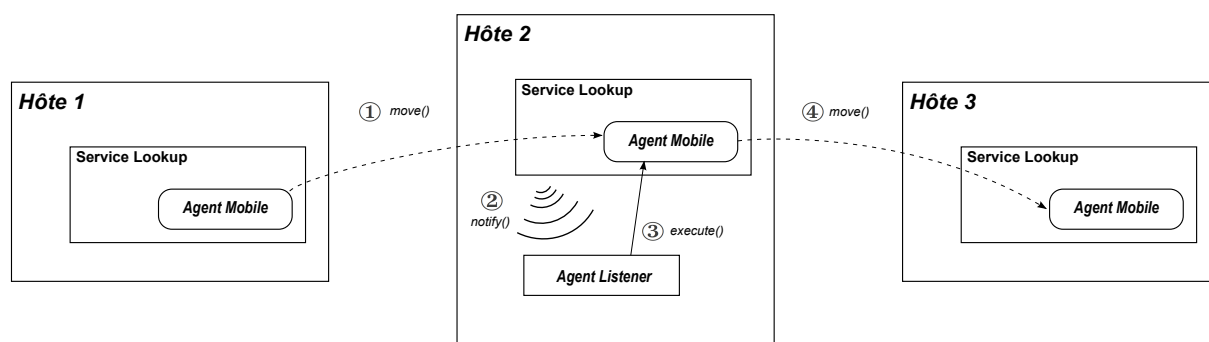 Hôte 1
Service Lookup
Agent Mobile
① move()
Hôte 2
Service Lookup
Agent Mobile
② notify()
③ execute()
Agent Listener
④ move()
Hôte 3
Service Lookup
Agent Mobile